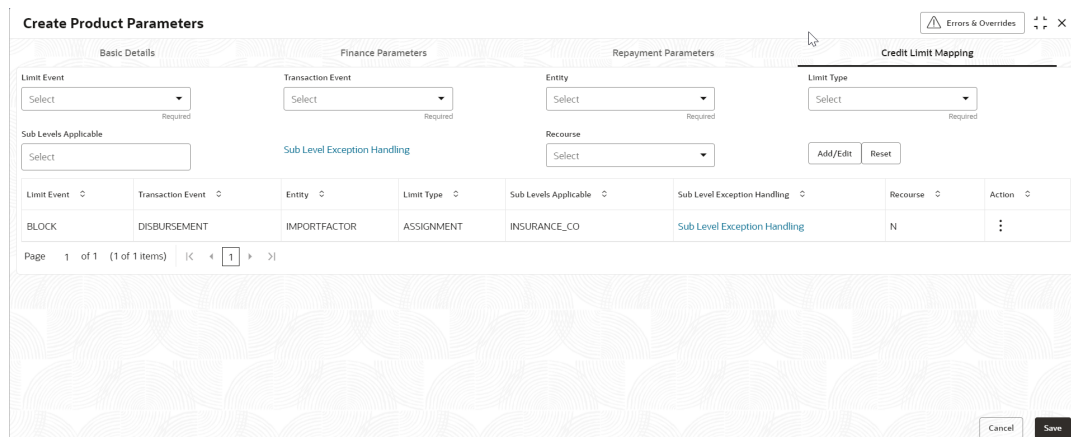 Create Product Parameters
Errors & Overrides
Basic Details Finance Parameters Repayment Parameters Credit Limit Mapping
Limit Event Transaction Event Entity Limit Type
Select Select Select Select
Required Required Required Required
Sub Levels Applicable Recourse
Select Sub Level Exception Handling Select Add/Edit Reset
Limit Event Transaction Event Entity Limit Type Sub Levels Applicable Sub Level Exception Handling Recourse Action
BLOCK DISBURSEMENT IMPORTFACTOR ASSIGNMENT INSURANCE_CO Sub Level Exception Handling N
Page 1 of 1 (1 of 1 items) 1
Cancel Save